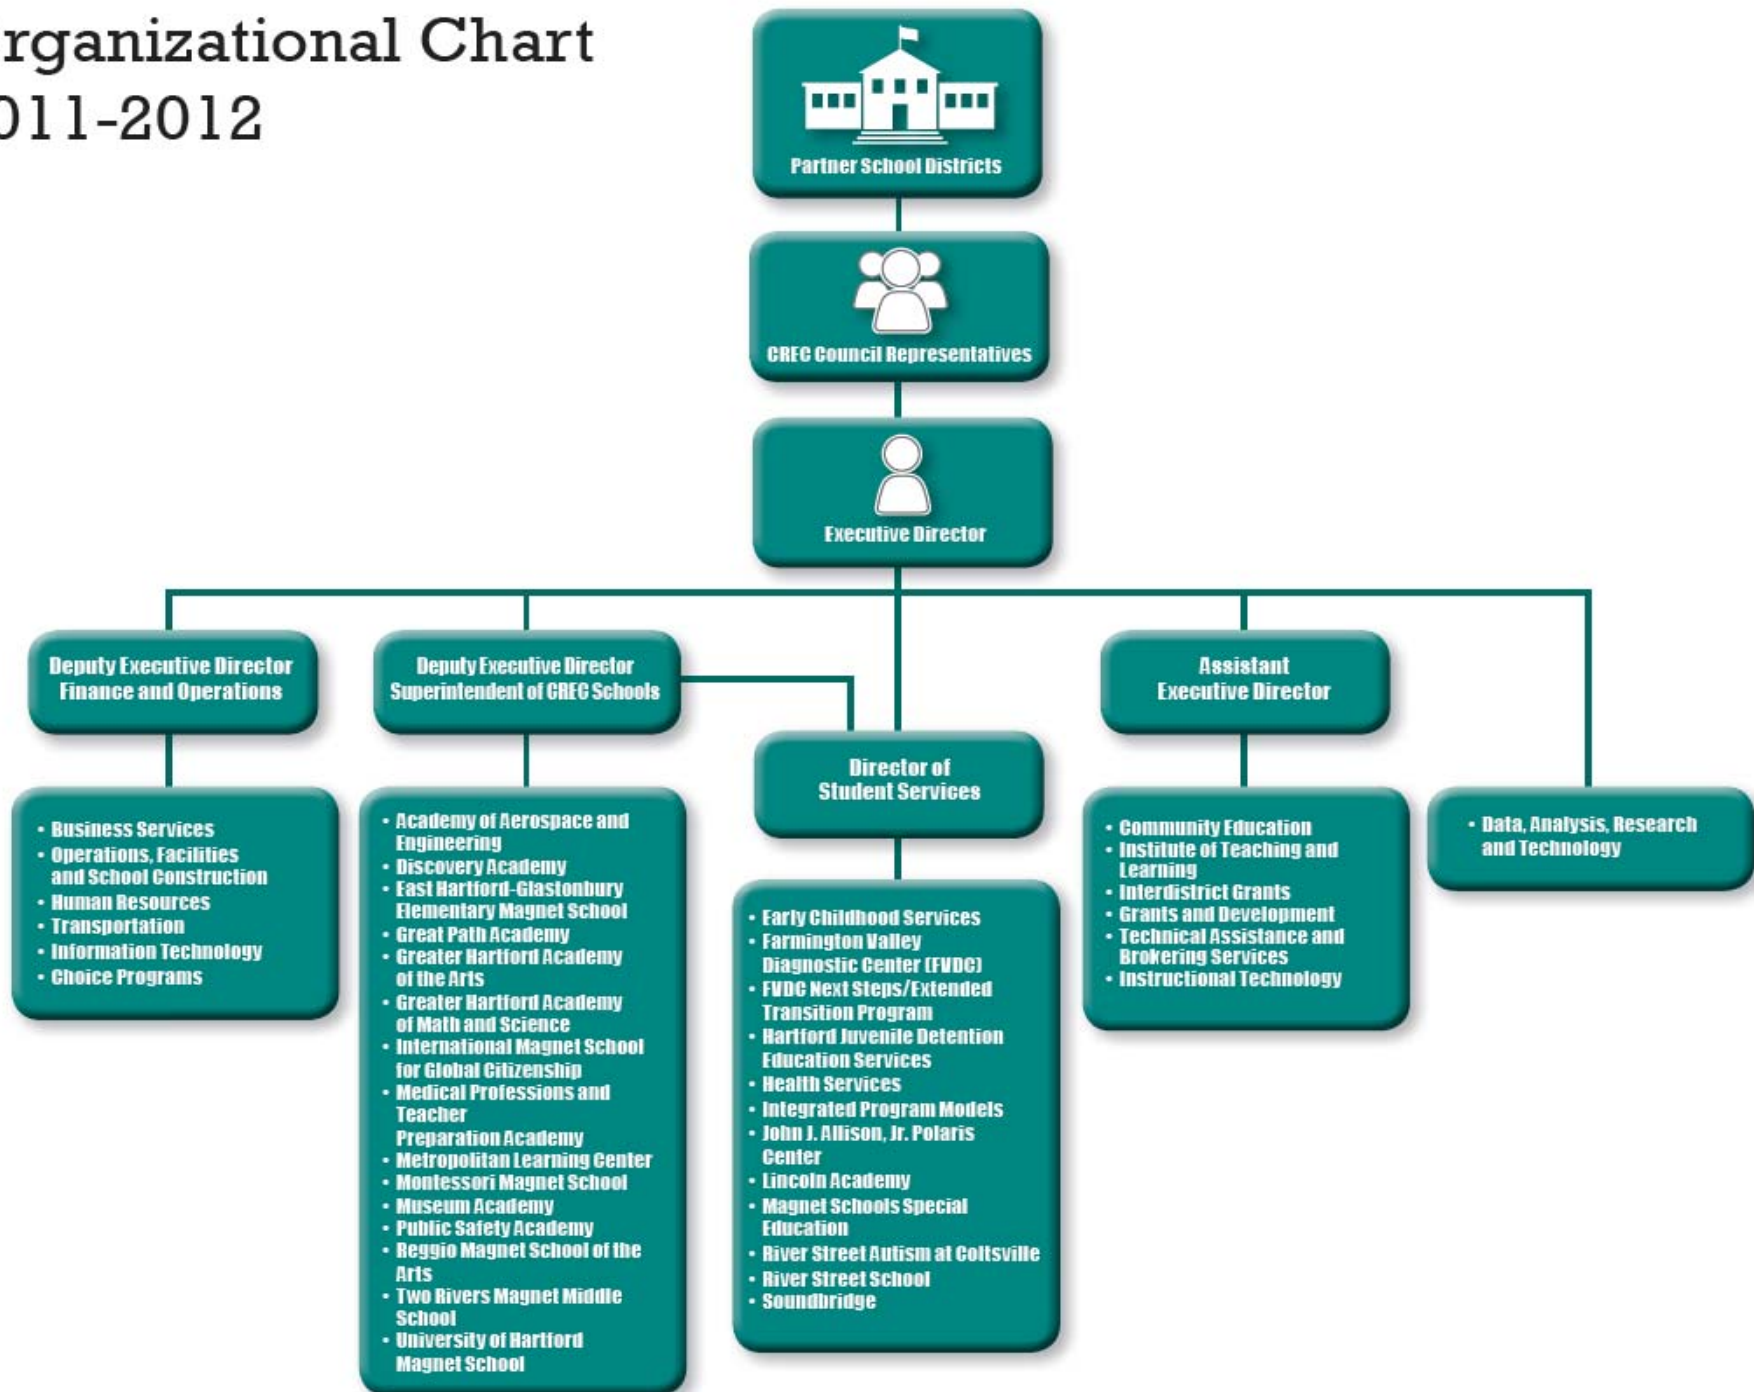 rganizational Chart
011-2012
Partner School Districts
CREC Council Representatives
Executive Director
Deputy Executive Director
Finance and Operations
Deputy Executive Director
Superintendent of CREC Schools
Assistant
Executive Director
Director of
Student Services
• Business Services
• Operations, Facilities
and School Construction
• Human Resources
• Transportation
• Information Technology
• Choice Programs
• Academy of Aerospace and
Engineering
• Discovery Academy
• East Hartford-Glastonbury
Elementary Magnet School
• Great Path Academy
• Greater Hartford Academy
of the Arts
• Greater Hartford Academy
of Math and Science
• International Magnet School
for Global Citizenship
• Medical Professions and
Teacher
Preparation Academy
• Metropolitan Learning Center
• Montessori Magnet School
• Museum Academy
• Public Safety Academy
• Reggio Magnet School of the
Arts
• Two Rivers Magnet Middle
School
• University of Hartford
Magnet School
• Early Childhood Services
• Farmington Valley
Diagnostic Center (FVDC)
• FVDC Next Steps/Extended
Transition Program
• Hartford Juvenile Detention
Education Services
• Health Services
• Integrated Program Models
• John J. Allison, Jr. Polaris
Center
• Lincoln Academy
• Magnet Schools Special
Education
• River Street Autism at Coltsville
• River Street School
• Soundbridge
• Community Education
• Institute of Teaching and
Learning
• Interdistrict Grants
• Grants and Development
• Technical Assistance and
Brokering Services
• Instructional Technology
• Data, Analysis, Research
and Technology